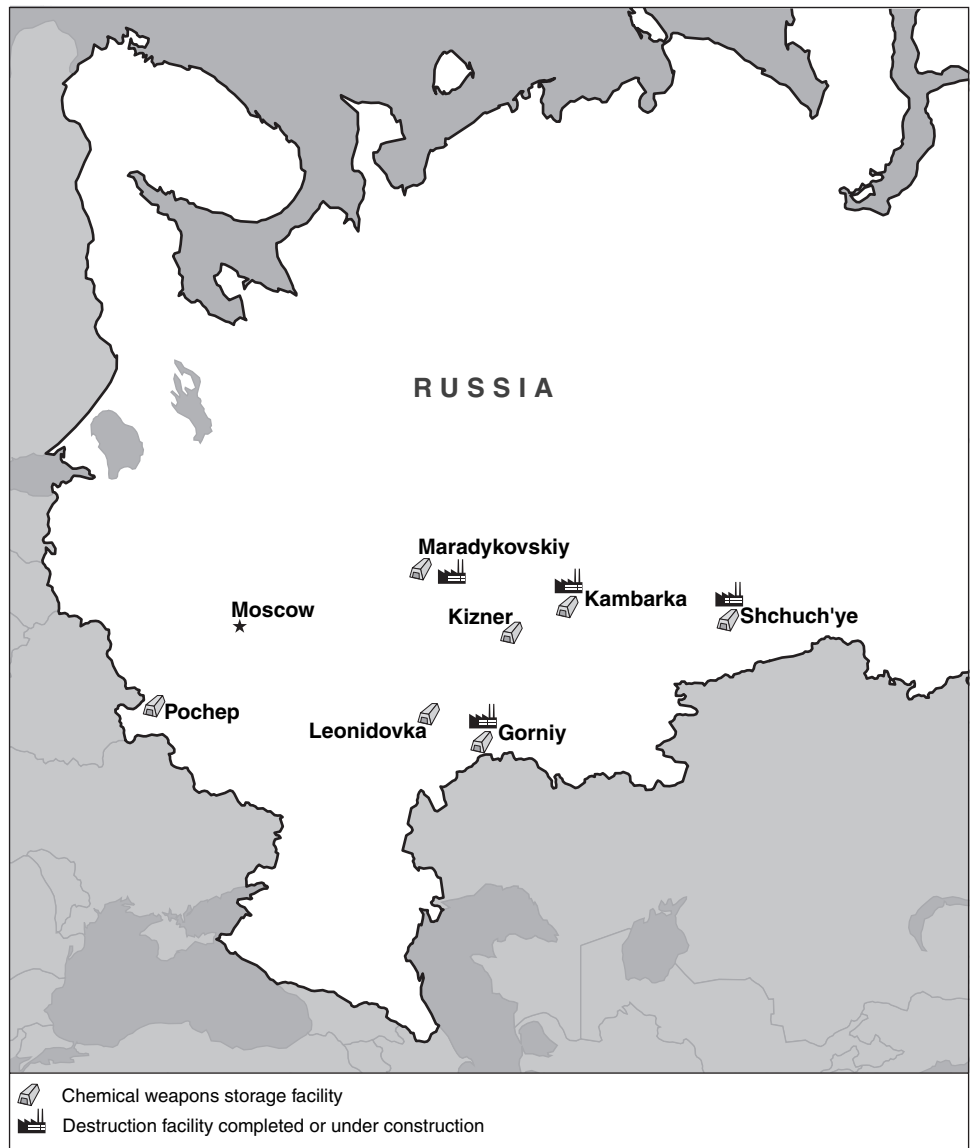 RUSSIA
Maradykovskiy
Kambarka
Moscow
Kizner
Shchuch'ye
Pochep
Leonidovka
Gorniy
Chemical weapons storage facility
Destruction facility completed or under construction